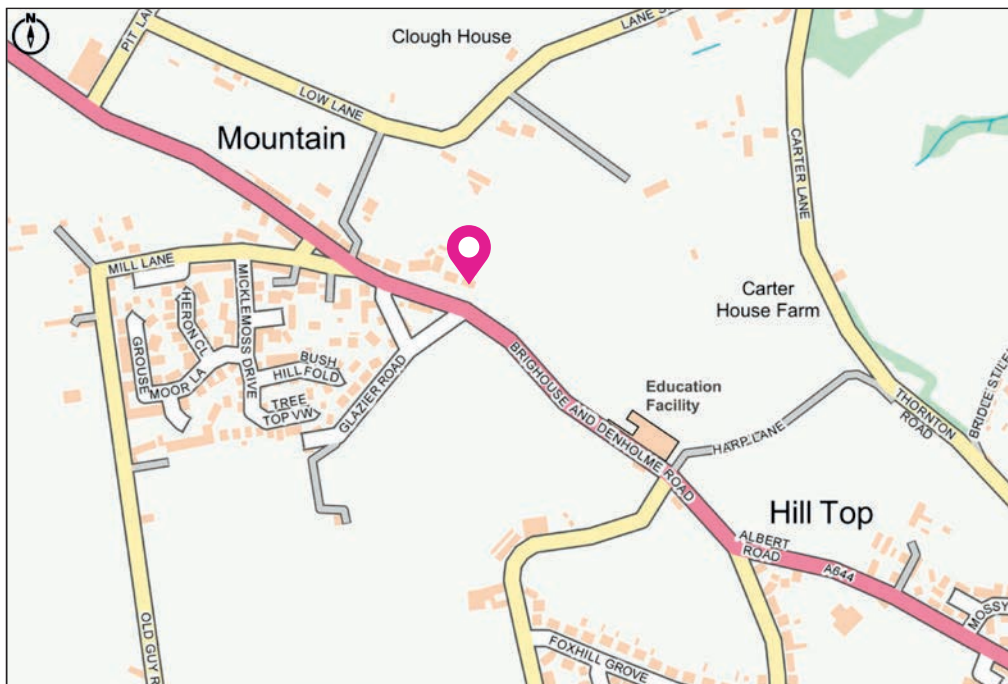 N
PIT LAN
Clough House
LANE S
LOW LANE
Mountain
CARTER LANE
MILL LANE
MICKLEMOSS DRIVE
HERON CL
GROUSE
MOOR LA
BUSH
HILL FOLD
TREE
TOP VW
GLAZIER ROAD
Carter
House Farm
BRIGHOUSE AND DENHOLME ROAD
Education
Facility
HARP LANE
THORNTON
ROAD
BRIDGE STILE
Hill Top
ALBERT
ROAD
A644
MOSSY
OLD GUY R
FOXHILL GROVE